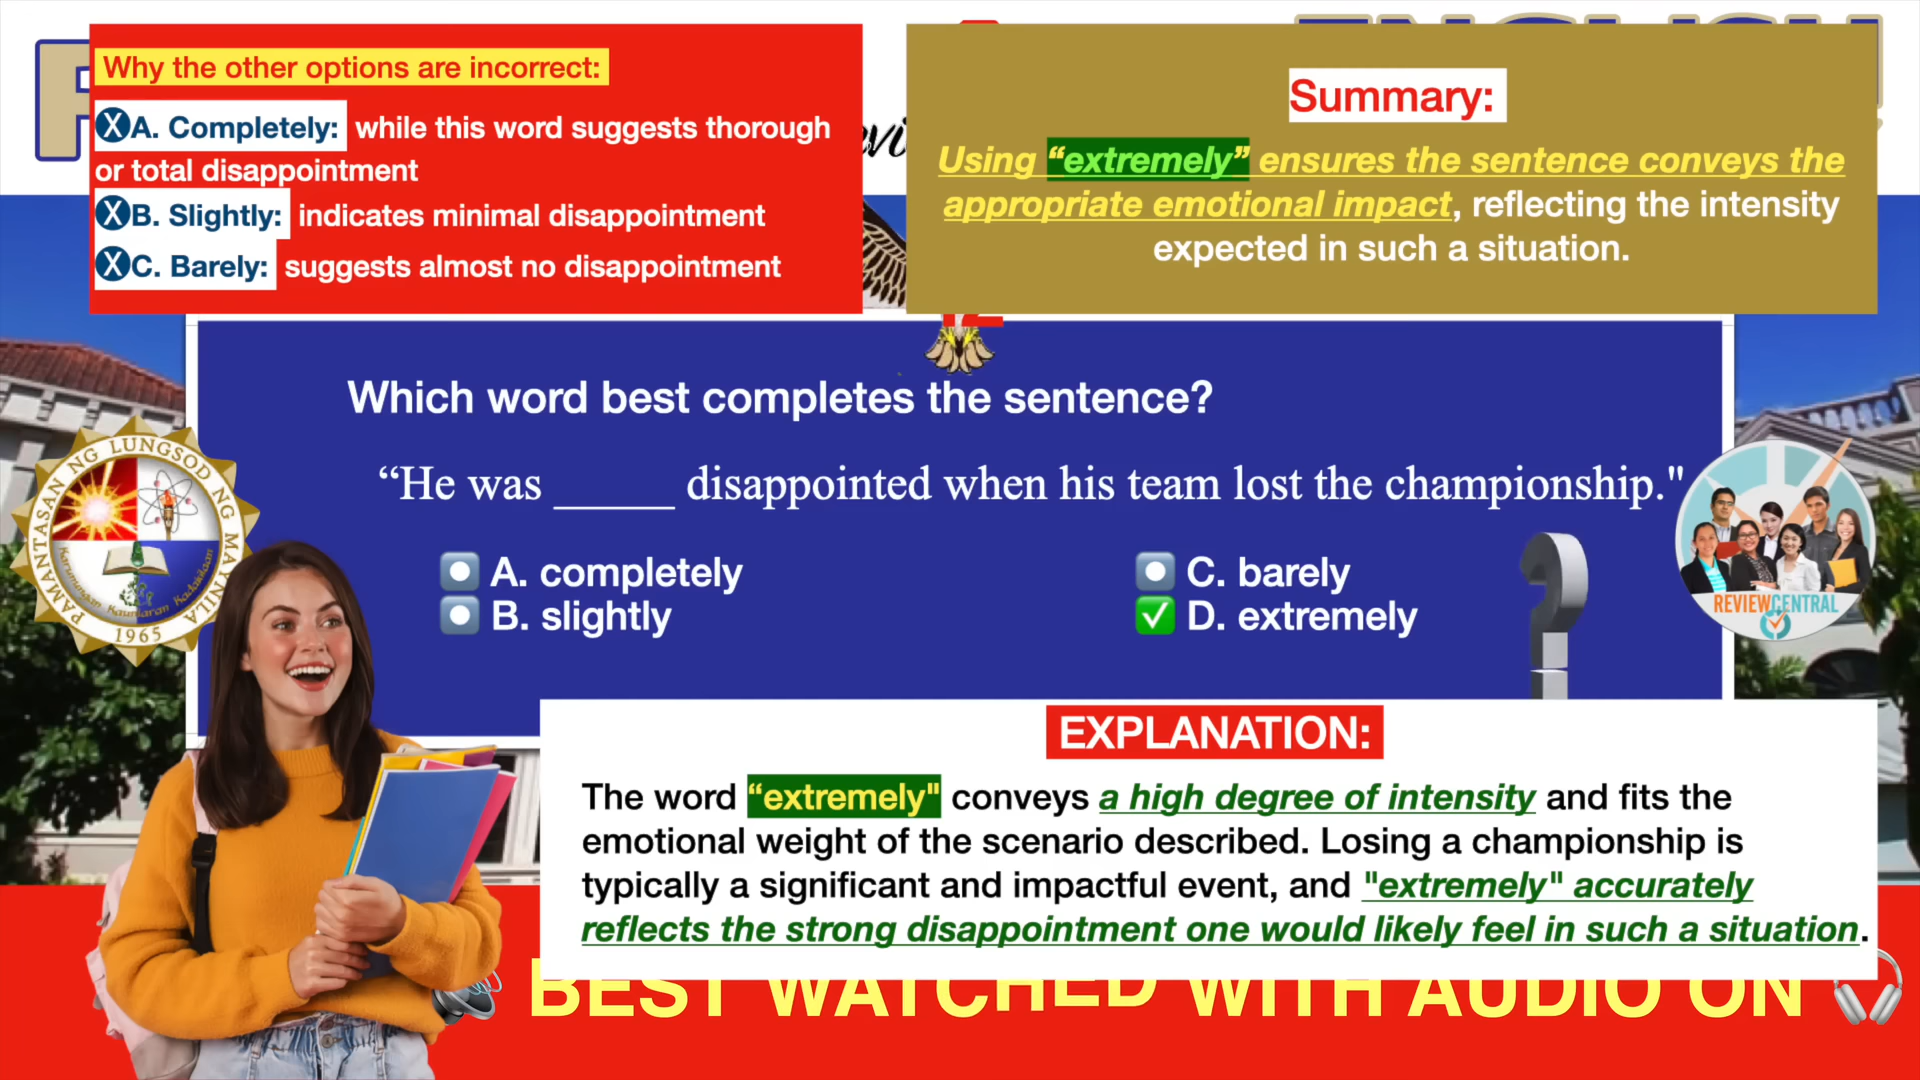 Why the other options are incorrect:
A. Completely: while this word suggests thorough
or total disappointment
B. Slightly: indicates minimal disappointment
C. Barely: suggests almost no disappointment
Summary:
Using “extremely” ensures the sentence conveys the
appropriate emotional impact, reflecting the intensity
expected in such a situation.
Which word best completes the sentence?
“He was _____ disappointed when his team lost the championship."
A. completely
B. slightly
C. barely
D. extremely
PAMANTASAN NG LUNGSOD NG MAYNILA
Karunungan Kaunlaran Kadakilaan
1965
REVIEWCENTRAL
EXPLANATION:
The word “extremely" conveys a high degree of intensity and fits the
emotional weight of the scenario described. Losing a championship is
typically a significant and impactful event, and "extremely" accurately
reflects the strong disappointment one would likely feel in such a situation.
BEST WATCHED WITH AUDIO ON